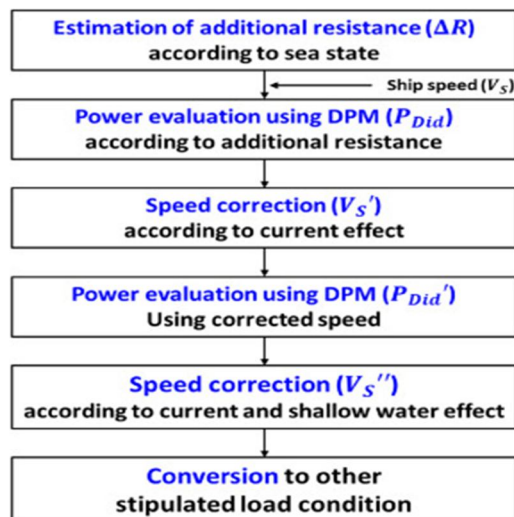 Estimation of additional resistance (ΔR)
according to sea state
Ship speed (V_S)
Power evaluation using DPM (P_Did)
according to additional resistance
Speed correction (V_S')
according to current effect
Power evaluation using DPM (P_Did')
Using corrected speed
Speed correction (V_S'')
according to current and shallow water effect
Conversion to other
stipulated load condition